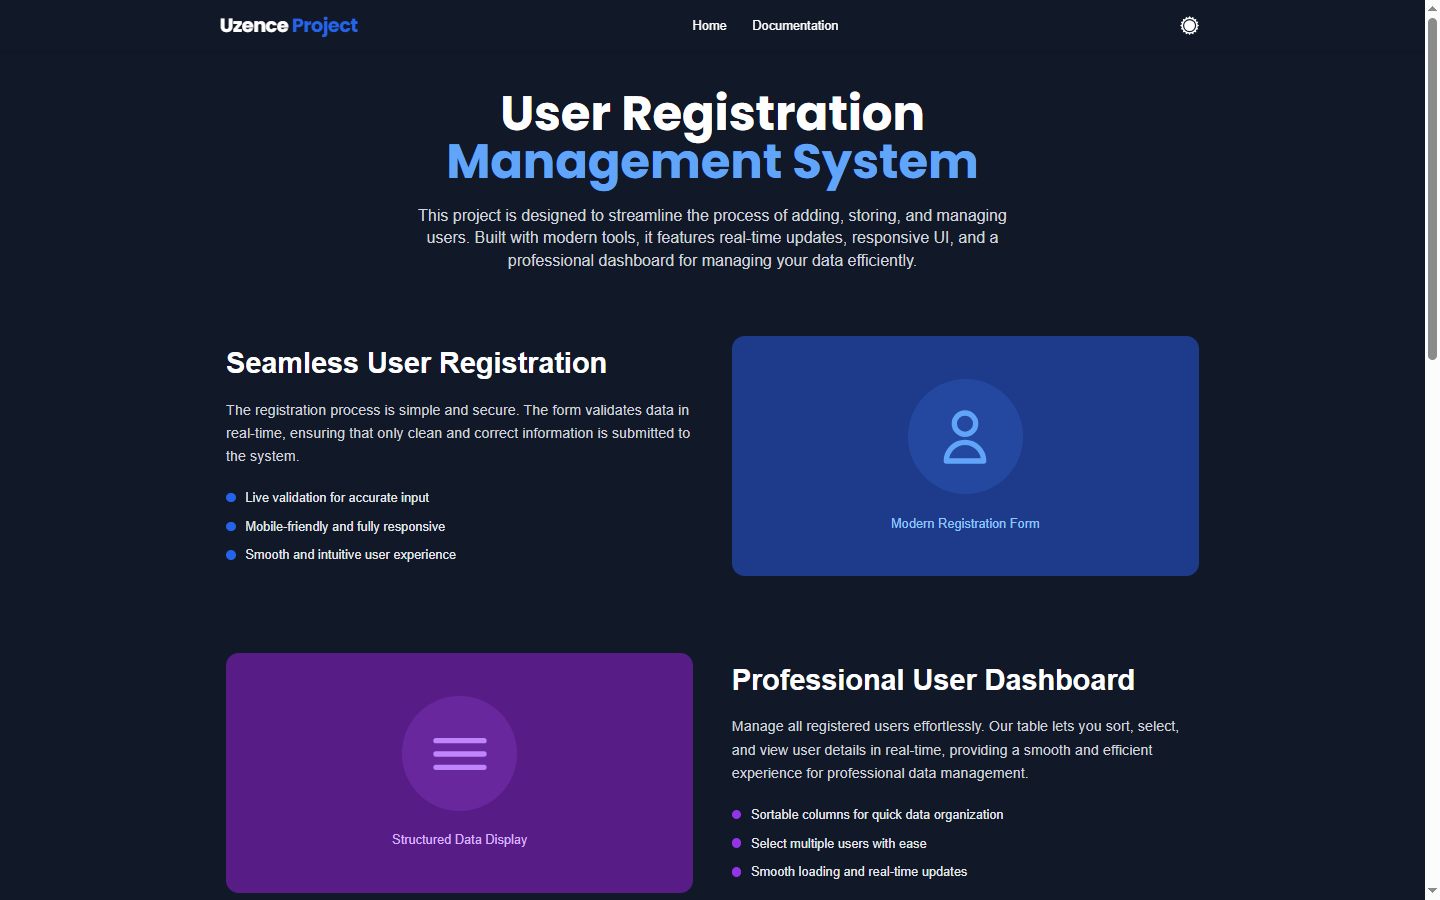 Uzence Project
Home
Documentation
User Registration
Management System
This project is designed to streamline the process of adding, storing, and managing
users. Built with modern tools, it features real-time updates, responsive UI, and a
professional dashboard for managing your data efficiently.
Seamless User Registration
The registration process is simple and secure. The form validates data in
real-time, ensuring that only clean and correct information is submitted to
the system.
Live validation for accurate input
Mobile-friendly and fully responsive
Smooth and intuitive user experience
Modern Registration Form
Structured Data Display
Professional User Dashboard
Manage all registered users effortlessly. Our table lets you sort, select,
and view user details in real-time, providing a smooth and efficient
experience for professional data management.
Sortable columns for quick data organization
Select multiple users with ease
Smooth loading and real-time updates